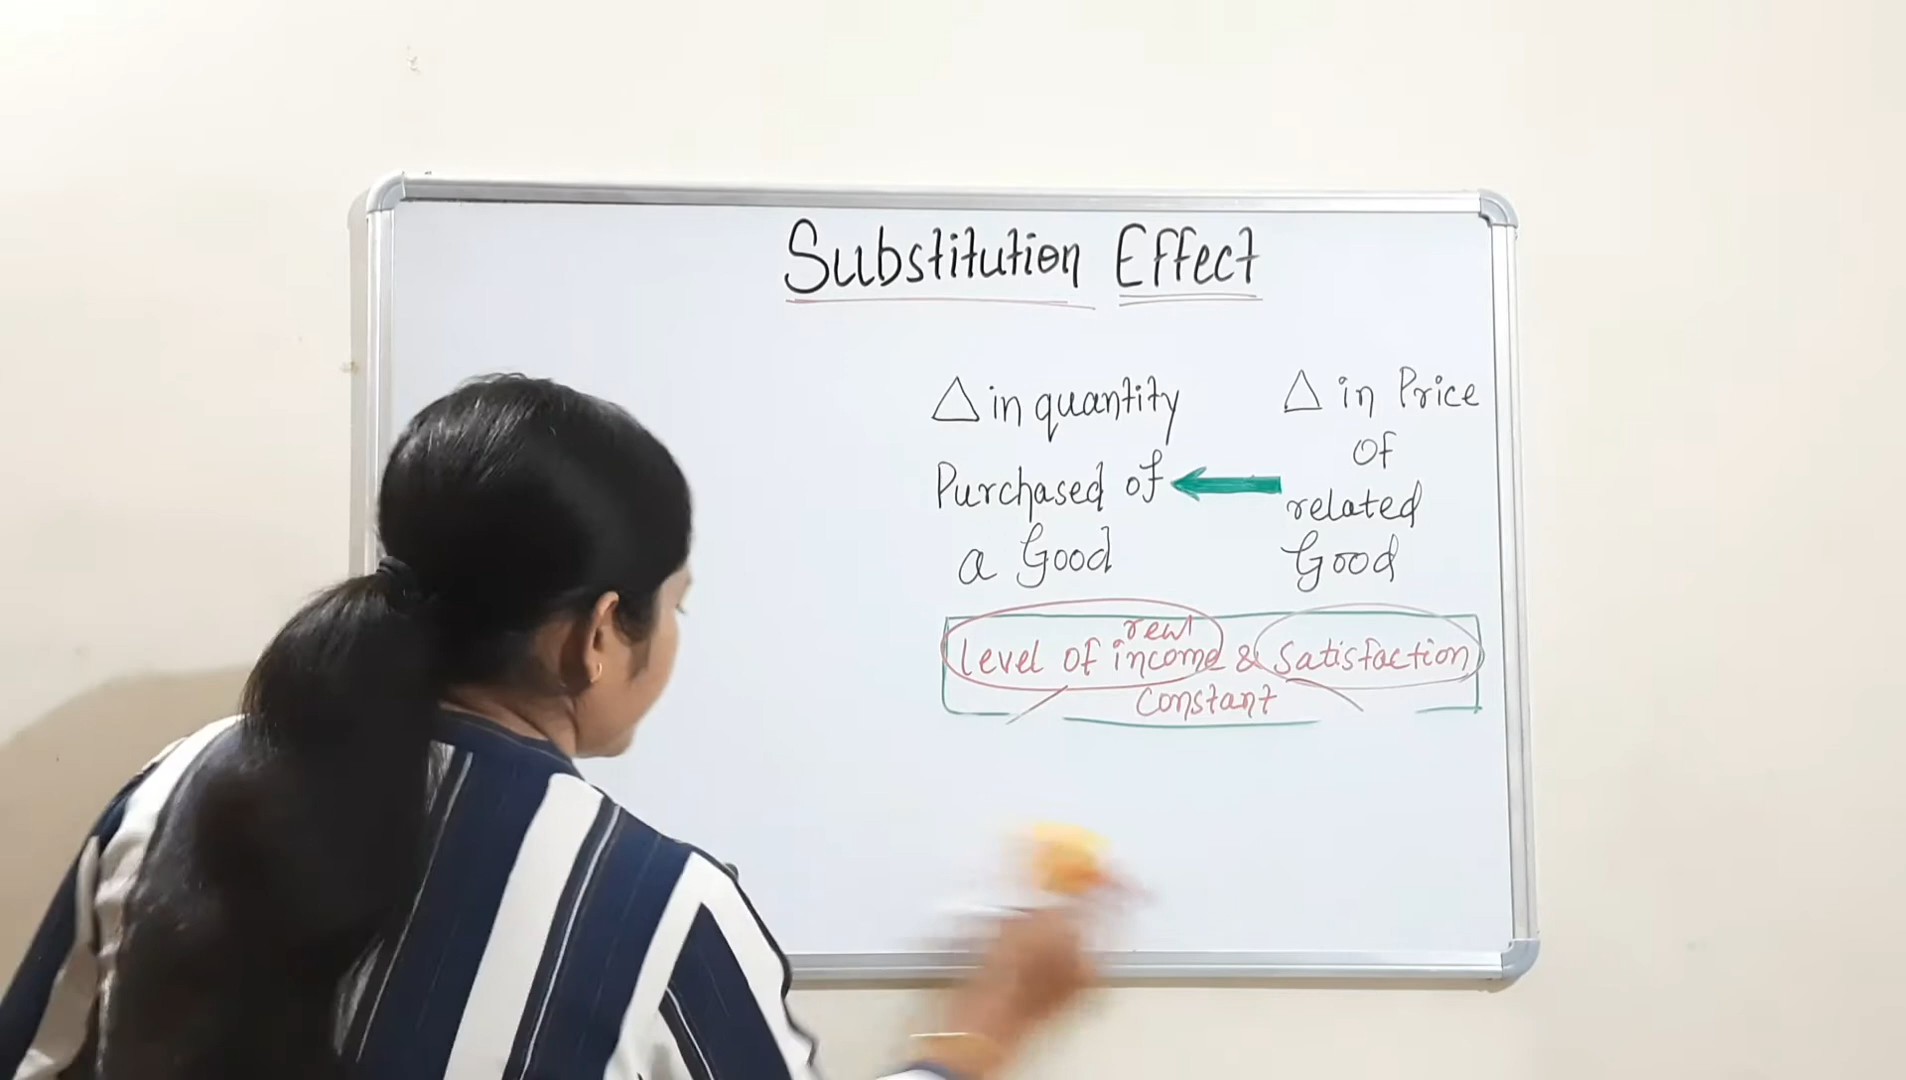 Substitution Effect
△ in quantity
Purchased of
a Good
△ in Price
of
related
Good
real
level of income & satisfaction
constant